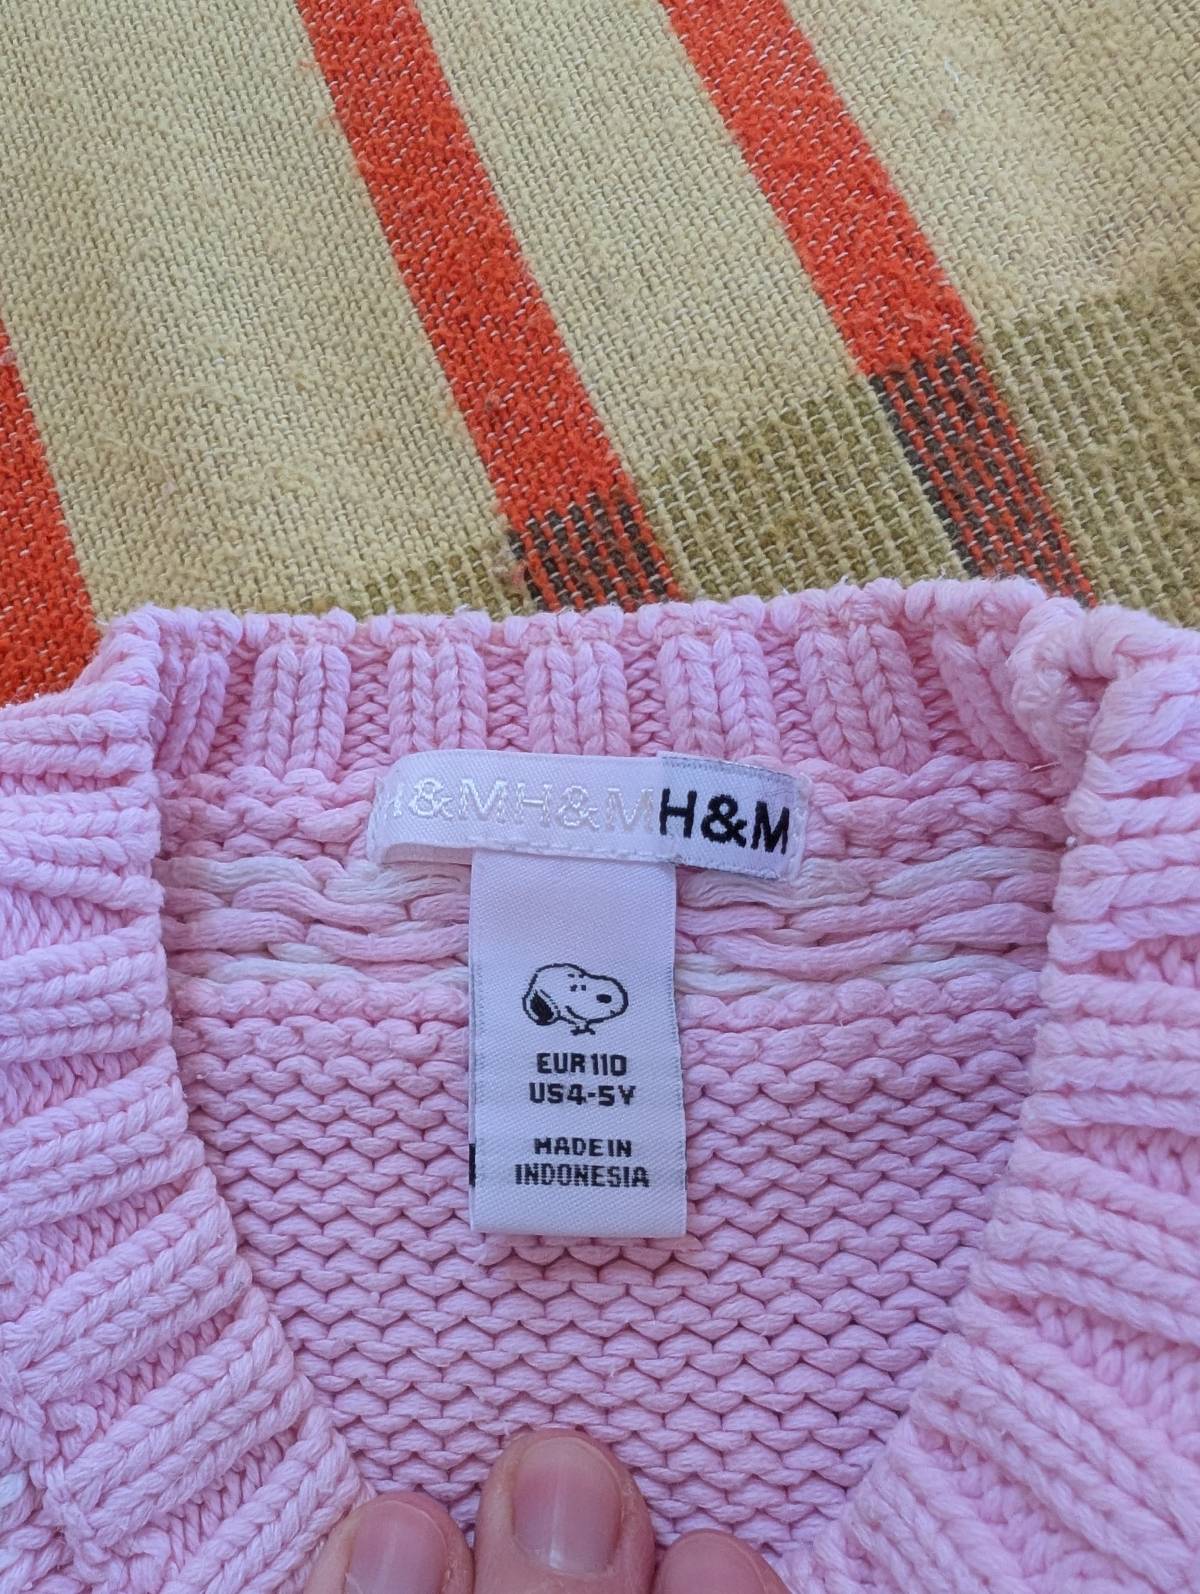 H&MH&MH&M
EUR 110
US 4-5Y
MADE IN
INDONESIA